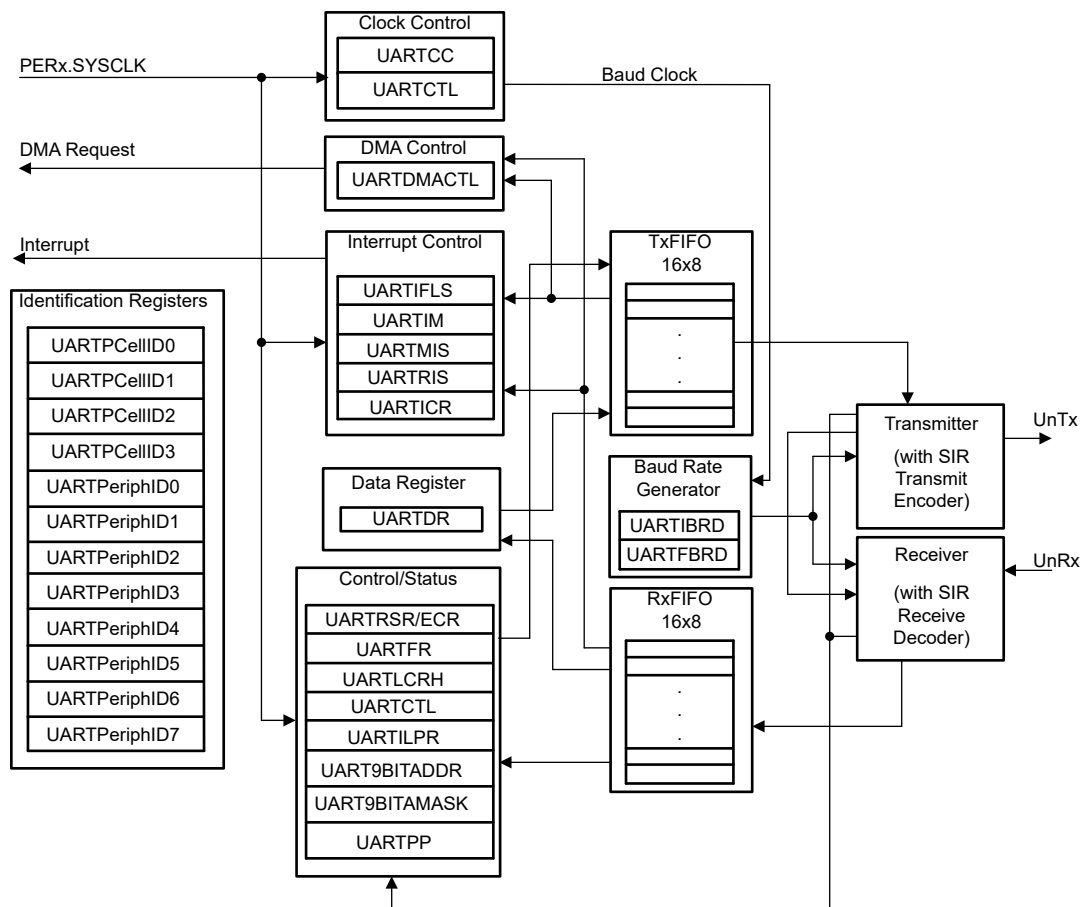 Clock Control
UARTCC
UARTCTL
PERx.SYSCLK
Baud Clock
DMA Request
DMA Control
UARTDMACTL
Interrupt
Interrupt Control
UARTIFLS
UARTIM
UARTMIS
UARTRIS
UARTICR
TxFIFO
16x8
.
.
.
Identification Registers
UARTPCellID0
UARTPCellID1
UARTPCellID2
UARTPCellID3
UARTPeriphID0
UARTPeriphID1
UARTPeriphID2
UARTPeriphID3
UARTPeriphID4
UARTPeriphID5
UARTPeriphID6
UARTPeriphID7
Data Register
UARTDR
Baud Rate
Generator
UARTIBRD
UARTFBRD
Transmitter
(with SIR
Transmit
Encoder)
UnTx
Receiver
(with SIR
Receive
Decoder)
UnRx
Control/Status
UARTRSR/ECR
UARTFR
UARTLCRH
UARTCTL
UARTILPR
UART9BITADDR
UART9BITAMASK
UARTPP
RxFIFO
16x8
.
.
.